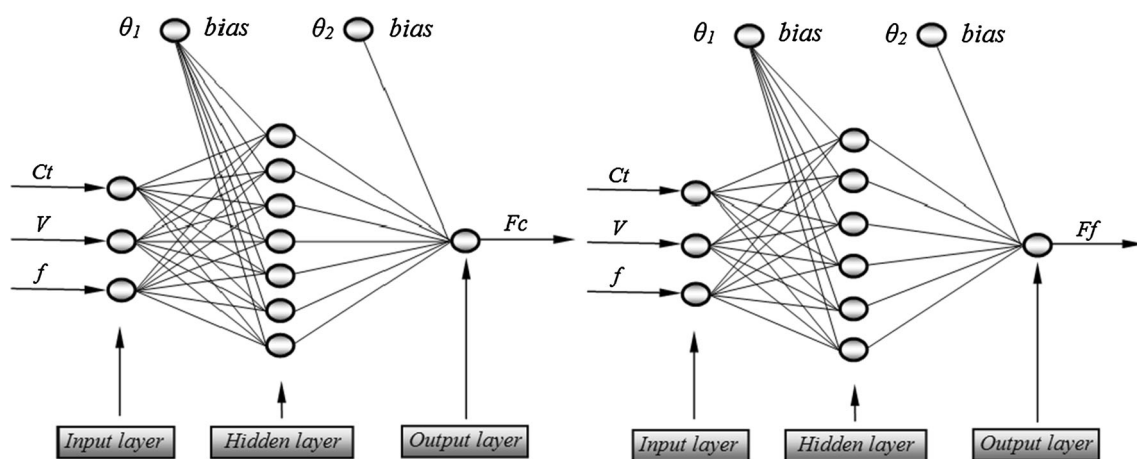 θ1 bias θ2 bias
Ct
V
f
Fc
Input layer Hidden layer Output layer
θ1 bias θ2 bias
Ct
V
f
Ff
Input layer Hidden layer Output layer